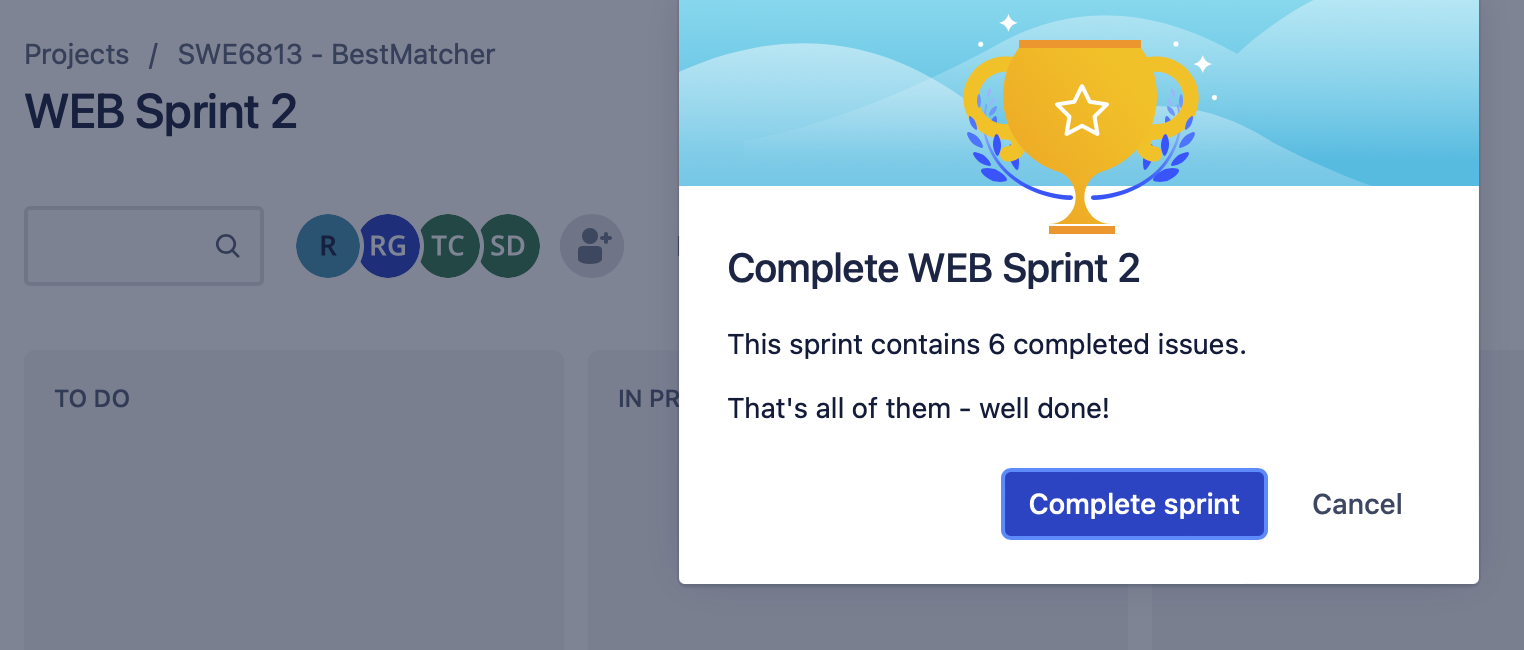 Projects / SWE6813 - BestMatcher
WEB Sprint 2
R RG TC SD
TO DO
IN PR
Complete WEB Sprint 2
This sprint contains 6 completed issues.
That's all of them - well done!
Complete sprint Cancel